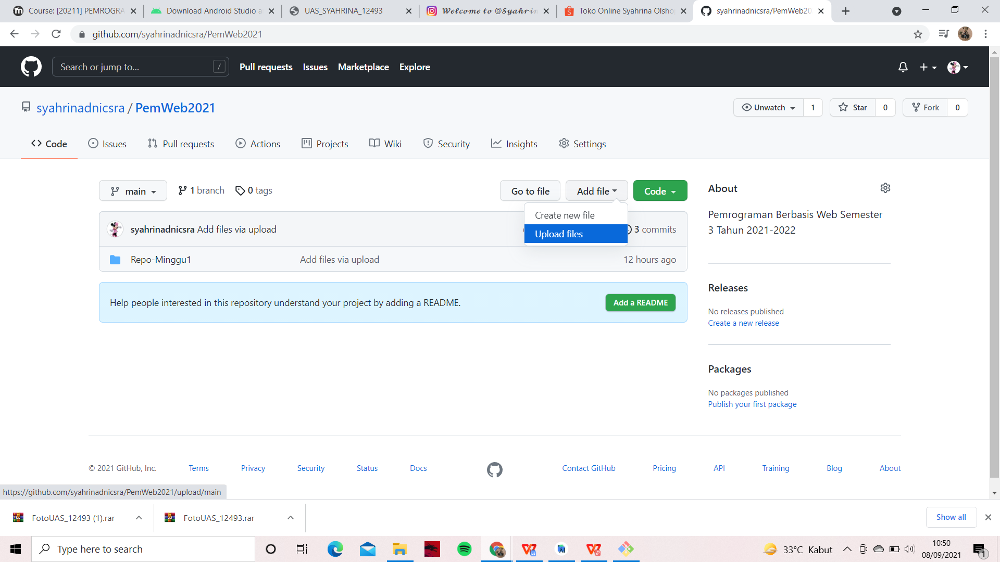 Course: [20211] PEMROGRA
Download Android Studio a
UAS_SYAHRINA_12493
𝓦𝓮𝓵𝓬𝓸𝓶𝓮 𝓽𝓸 @𝓢𝔂𝓪𝓱𝓻𝓲𝓷
Toko Online Syahrina Olsho
syahrinadnicsra/PemWeb20
github.com/syahrinadnicsra/PemWeb2021
Search or jump to...
/
Pull requests
Issues
Marketplace
Explore
syahrinadnicsra / PemWeb2021
Unwatch
1
Star
0
Fork
0
Code
Issues
Pull requests
Actions
Projects
Wiki
Security
Insights
Settings
main
1 branch
0 tags
Go to file
Add file
Code
Create new file
Upload files
syahrinadnicsra Add files via upload
3 commits
Repo-Minggu1
Add files via upload
12 hours ago
Help people interested in this repository understand your project by adding a README.
Add a README
About
Pemrograman Berbasis Web Semester
3 Tahun 2021-2022
Releases
No releases published
Create a new release
Packages
No packages published
Publish your first package
© 2021 GitHub, Inc.
Terms
Privacy
Security
Status
Docs
Contact GitHub
Pricing
API
Training
Blog
About
https://github.com/syahrinadnicsra/PemWeb2021/upload/main
FotoUAS_12493 (1).rar
FotoUAS_12493.rar
Show all
Type here to search
33°C Kabut
10:50
08/09/2021
1